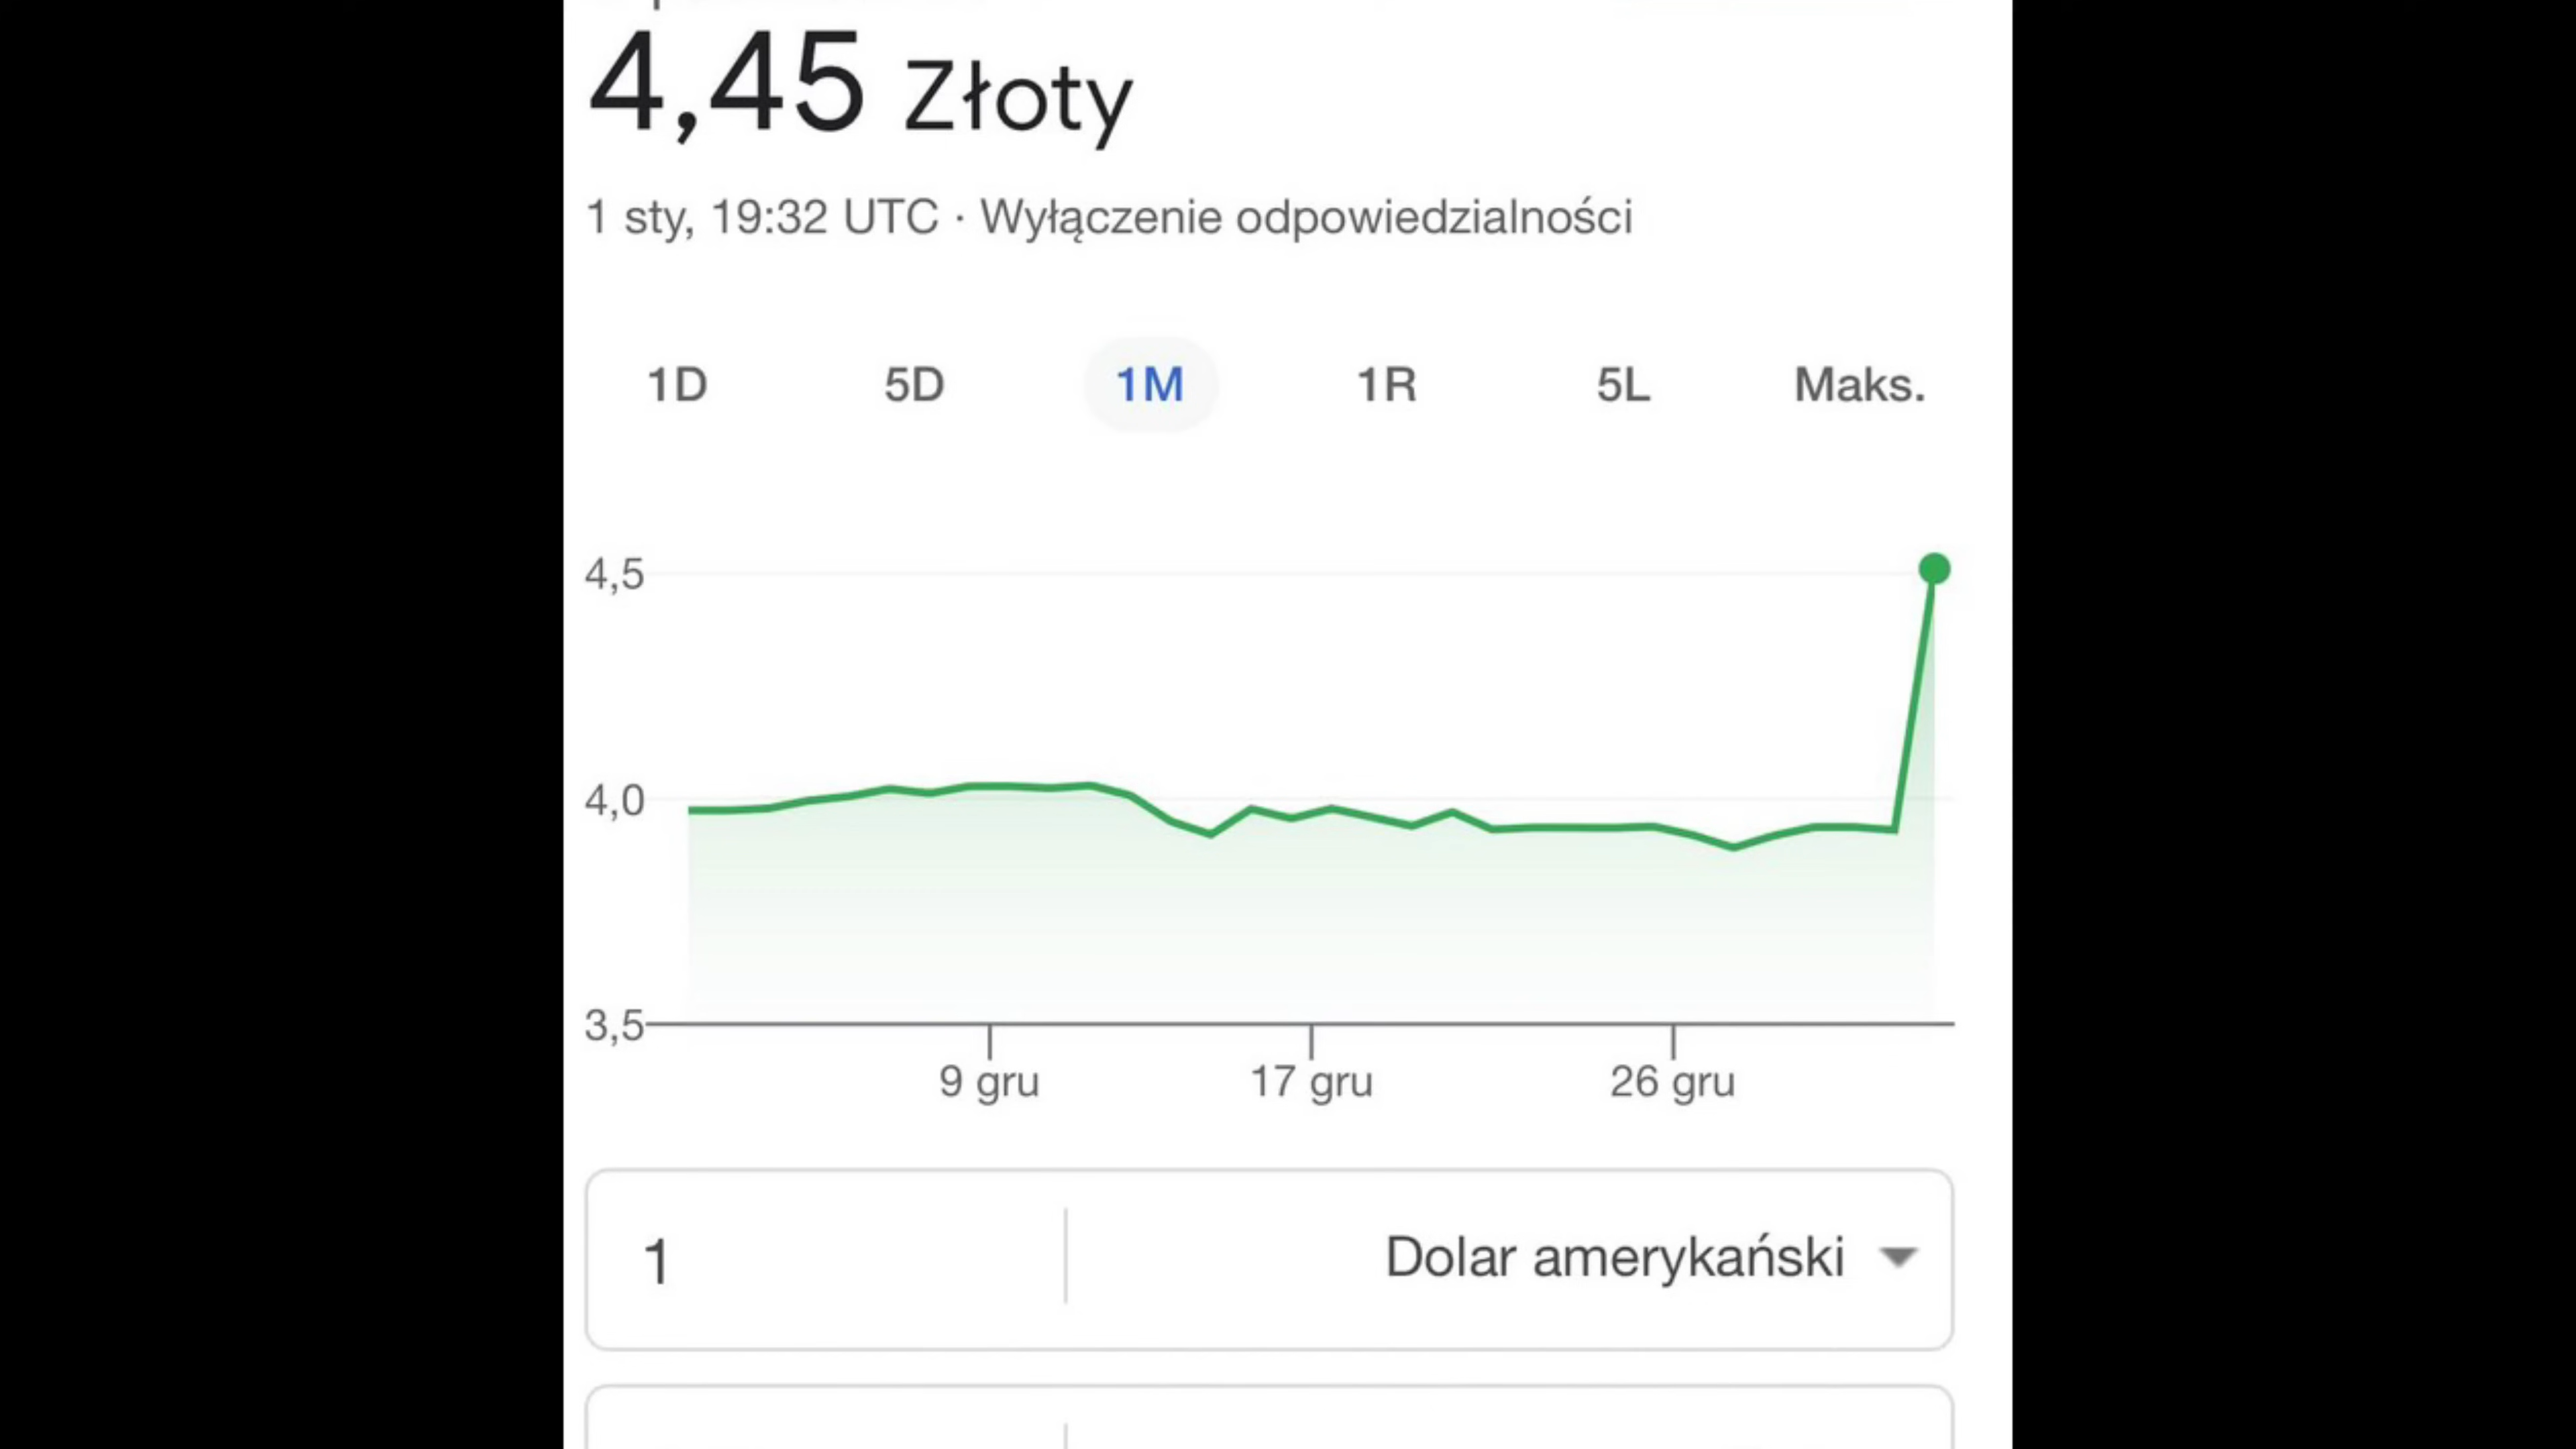 4,45 Złoty
1 sty, 19:32 UTC · Wyłączenie odpowiedzialności
1D 5D 1M 1R 5L Maks.
4,5
4,0
3,5
9 gru 17 gru 26 gru
1 Dolar amerykański